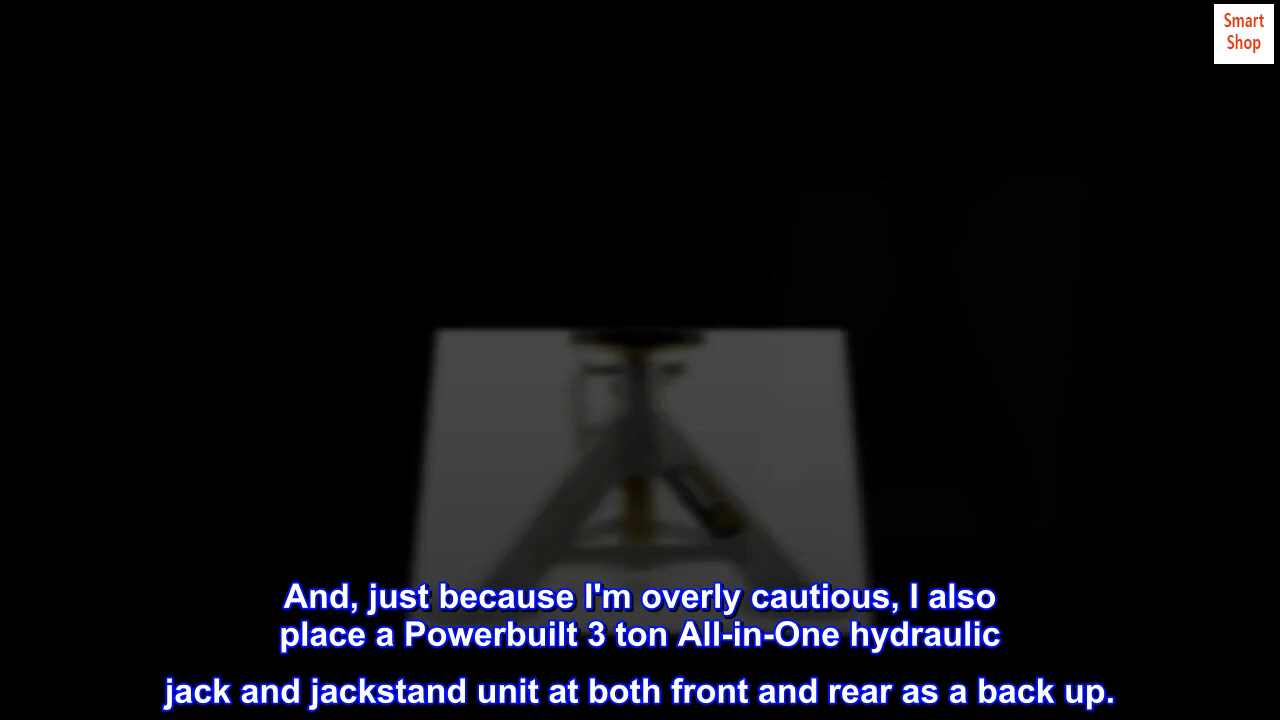 Smart
Shop
And, just because I'm overly cautious, I also
place a Powerbuilt 3 ton All-in-One hydraulic
jack and jackstand unit at both front and rear as a back up.